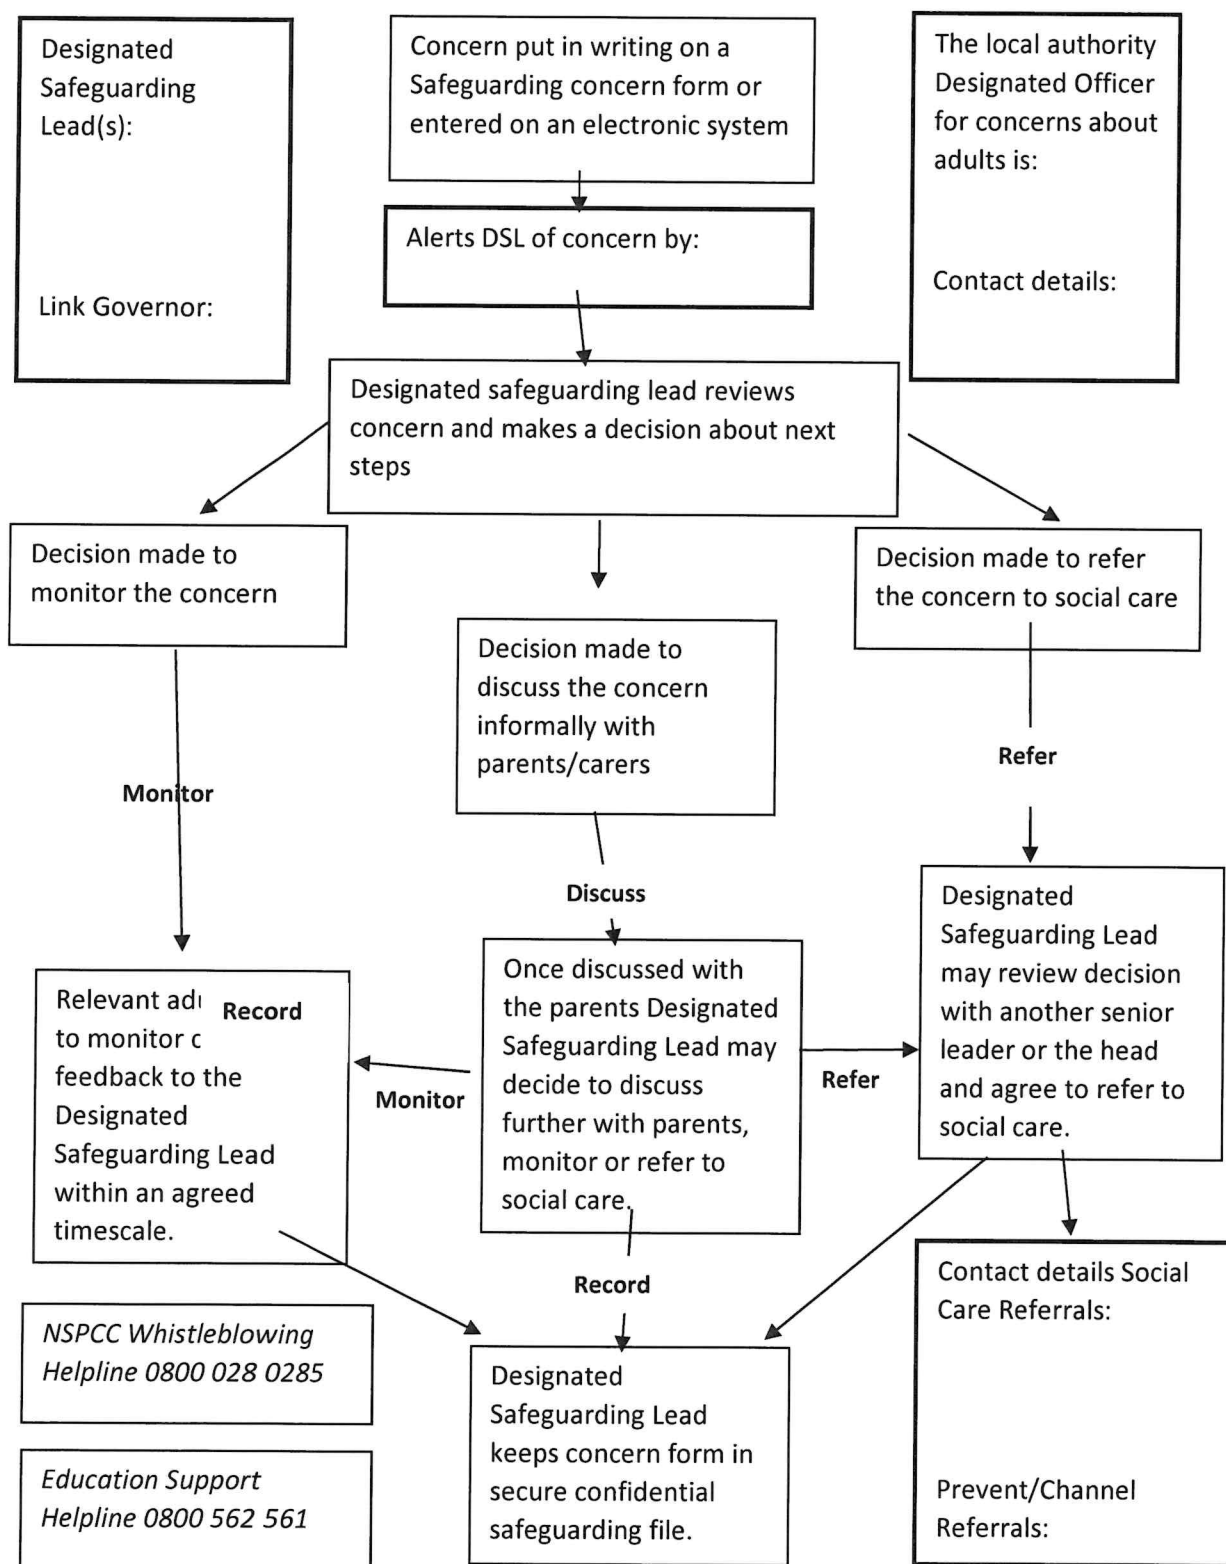 Designated
Safeguarding
Lead(s):
Link Governor:
Concern put in writing on a
Safeguarding concern form or
entered on an electronic system
Alerts DSL of concern by:
The local authority
Designated Officer
for concerns about
adults is:
Contact details:
Designated safeguarding lead reviews
concern and makes a decision about next
steps
Decision made to
monitor the concern
Decision made to
discuss the concern
informally with
parents/carers
Decision made to refer
the concern to social care
Monitor
Discuss
Refer
Relevant
to monitor
feedback to the
Designated
Safeguarding Lead
within an agreed
timescale.
Record
Monitor
Once discussed with
the parents Designated
Safeguarding Lead may
decide to discuss
further with parents,
monitor or refer to
social care.
Refer
Designated
Safeguarding Lead
may review decision
with another senior
leader or the head
and agree to refer to
social care.
Record
NSPCC Whistleblowing
Helpline 0800 028 0285
Education Support
Helpline 0800 562 561
Designated
Safeguarding Lead
keeps concern form in
secure confidential
safeguarding file.
Contact details Social
Care Referrals:
Prevent/Channel
Referrals: